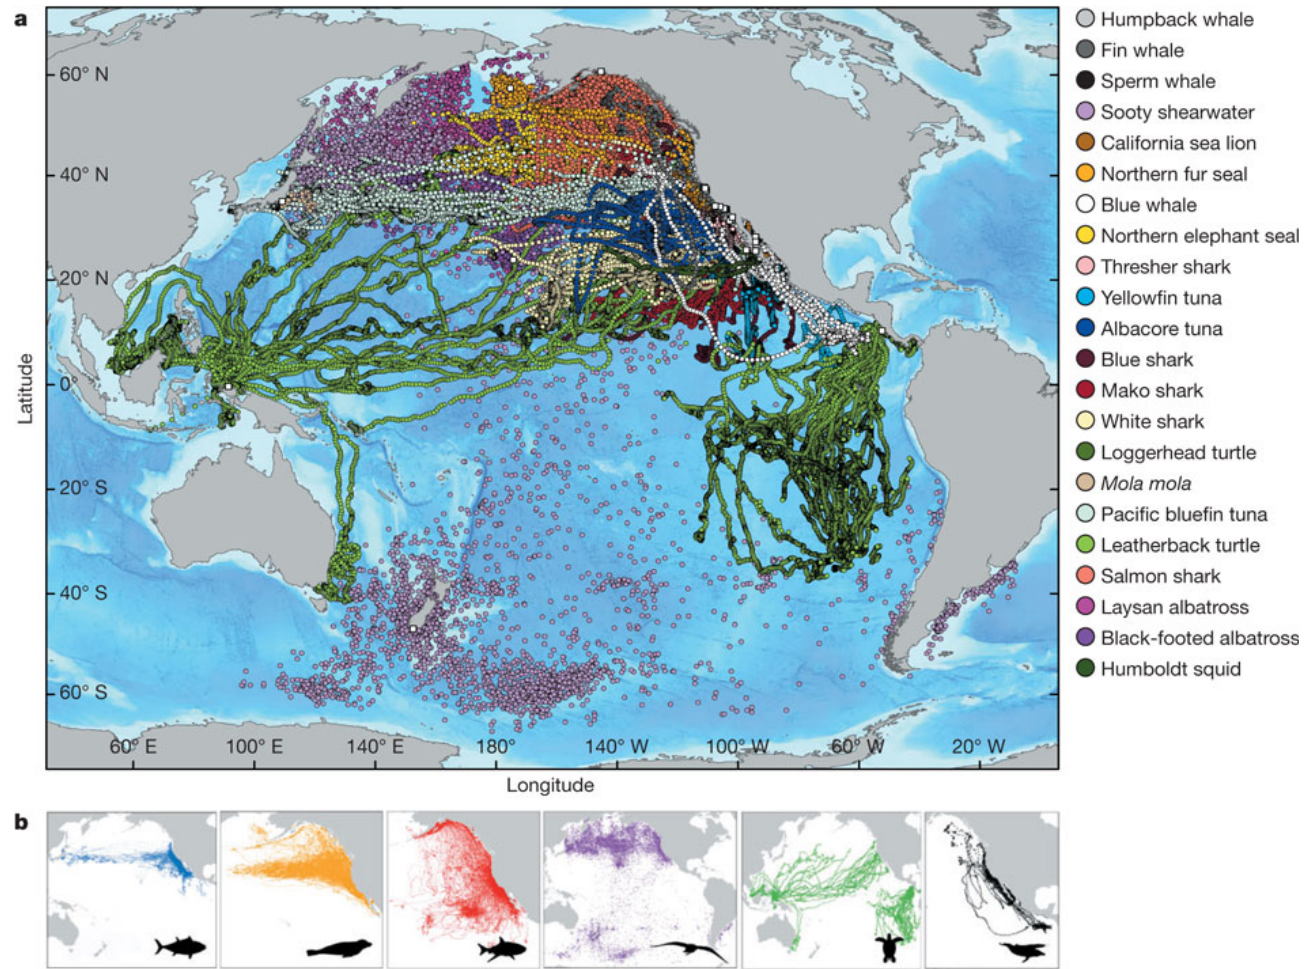 a
60° N
40° N
20° N
0°
20° S
40° S
60° S
Latitude
60° E
100° E
140° E
180°
140° W
100° W
60° W
20° W
Longitude
Humpback whale
Fin whale
Sperm whale
Sooty shearwater
California sea lion
Northern fur seal
Blue whale
Northern elephant seal
Thresher shark
Yellowfin tuna
Albacore tuna
Blue shark
Mako shark
White shark
Loggerhead turtle
Mola mola
Pacific bluefin tuna
Leatherback turtle
Salmon shark
Laysan albatross
Black-footed albatross
Humboldt squid
b